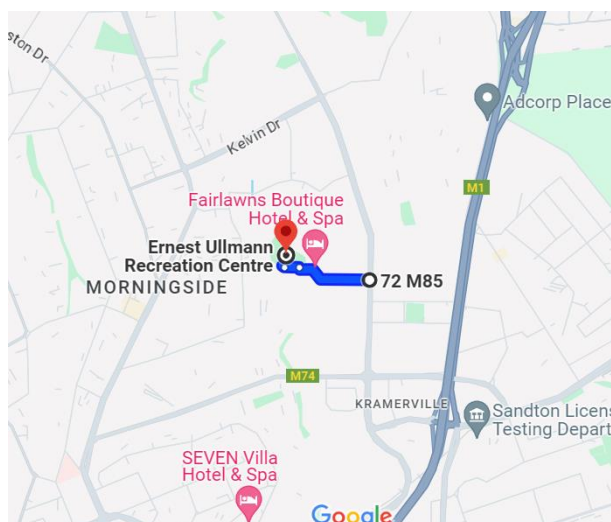 ston Dr
Adcorp Place
Kelvin Dr
M1
Fairlawns Boutique
Hotel & Spa
Ernest Ullmann
Recreation Centre
72 M85
MORNINGSIDE
M74
KRAMERVILLE
Sandton Licens
Testing Depart
SEVEN Villa
Hotel & Spa
Google